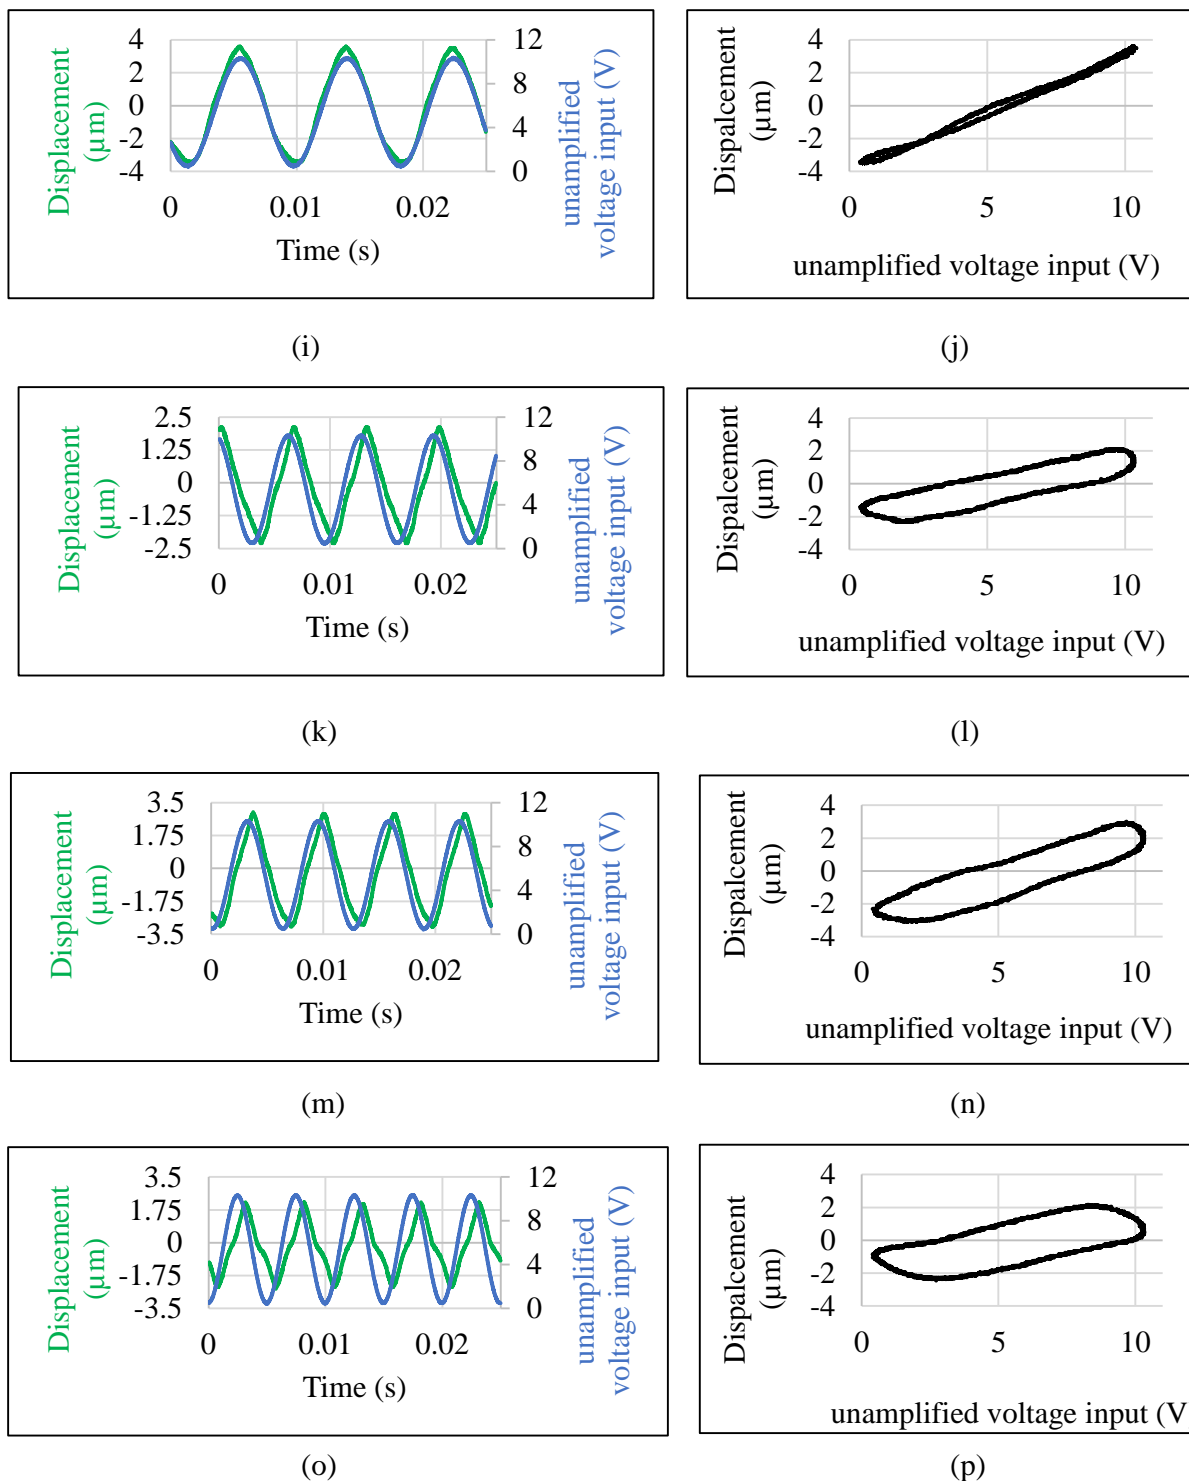 Displacement
(μm)
4
2
0
-2
-4
12
8
4
0
unamplified
voltage input (V)
0
0.01
0.02
Time (s)
(i)
Dispalcement
(μm)
4
2
0
-2
-4
0
5
10
unamplified voltage input (V)
(j)
Displacement
(μm)
2.5
1.25
0
-1.25
-2.5
12
8
4
0
unamplified
voltage input (V)
0
0.01
0.02
Time (s)
(k)
Dispalcement
(μm)
4
2
0
-2
-4
0
5
10
unamplified voltage input (V)
(l)
Displacement
(μm)
3.5
1.75
0
-1.75
-3.5
12
8
4
0
unamplified
voltage input (V)
0
0.01
0.02
Time (s)
(m)
Dispalcement
(μm)
4
2
0
-2
-4
0
5
10
unamplified voltage input (V)
(n)
Displacement
(μm)
3.5
1.75
0
-1.75
-3.5
12
8
4
0
unamplified
voltage input (V)
0
0.01
0.02
Time (s)
(o)
Dispalcement
(μm)
4
2
0
-2
-4
0
5
10
unamplified voltage input (V
(p)